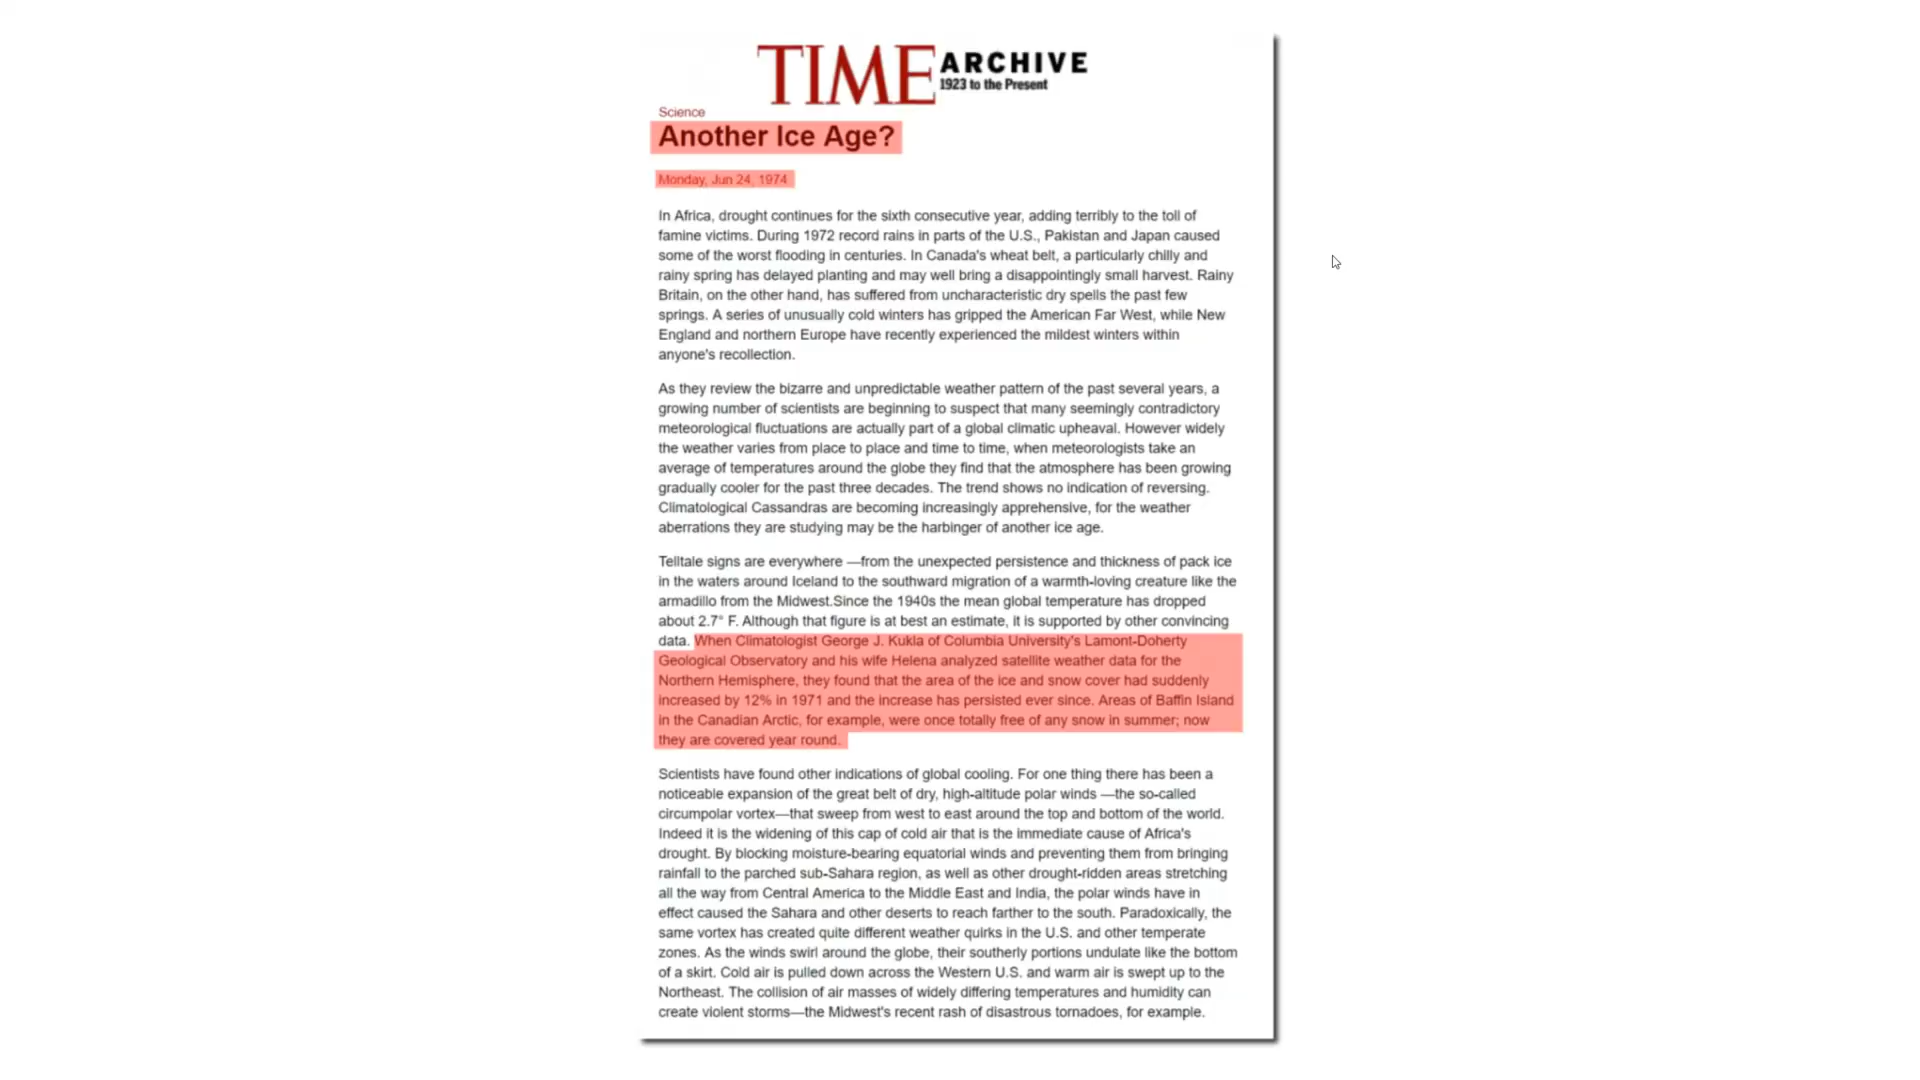 TIME ARCHIVE
1923 to the Present
Science
Another Ice Age?
Monday, Jun 24, 1974
In Africa, drought continues for the sixth consecutive year, adding terribly to the toll of
famine victims. During 1972 record rains in parts of the U.S., Pakistan and Japan caused
some of the worst flooding in centuries. In Canada's wheat belt, a particularly chilly and
rainy spring has delayed planting and may well bring a disappointingly small harvest. Rainy
Britain, on the other hand, has suffered from uncharacteristic dry spells the past few
springs. A series of unusually cold winters has gripped the American Far West, while New
England and northern Europe have recently experienced the mildest winters within
anyone's recollection.
As they review the bizarre and unpredictable weather pattern of the past several years, a
growing number of scientists are beginning to suspect that many seemingly contradictory
meteorological fluctuations are actually part of a global climatic upheaval. However widely
the weather varies from place to place and time to time, when meteorologists take an
average of temperatures around the globe they find that the atmosphere has been growing
gradually cooler for the past three decades. The trend shows no indication of reversing.
Climatological Cassandras are becoming increasingly apprehensive, for the weather
aberrations they are studying may be the harbinger of another ice age.
Telltale signs are everywhere —from the unexpected persistence and thickness of pack ice
in the waters around Iceland to the southward migration of a warmth-loving creature like the
armadillo from the Midwest.Since the 1940s the mean global temperature has dropped
about 2.7° F. Although that figure is at best an estimate, it is supported by other convincing
data. When Climatologist George J. Kukla of Columbia University's Lamont-Doherty
Geological Observatory and his wife Helena analyzed satellite weather data for the
Northern Hemisphere, they found that the area of the ice and snow cover had suddenly
increased by 12% in 1971 and the increase has persisted ever since. Areas of Baffin Island
in the Canadian Arctic, for example, were once totally free of any snow in summer; now
they are covered year round.
Scientists have found other indications of global cooling. For one thing there has been a
noticeable expansion of the great belt of dry, high-altitude polar winds —the so-called
circumpolar vortex—that sweep from west to east around the top and bottom of the world.
Indeed it is the widening of this cap of cold air that is the immediate cause of Africa's
drought. By blocking moisture-bearing equatorial winds and preventing them from bringing
rainfall to the parched sub-Sahara region, as well as other drought-ridden areas stretching
all the way from Central America to the Middle East and India, the polar winds have in
effect caused the Sahara and other deserts to reach farther to the south. Paradoxically, the
same vortex has created quite different weather quirks in the U.S. and other temperate
zones. As the winds swirl around the globe, their southerly portions undulate like the bottom
of a skirt. Cold air is pulled down across the Western U.S. and warm air is swept up to the
Northeast. The collision of air masses of widely differing temperatures and humidity can
create violent storms—the Midwest's recent rash of disastrous tornadoes, for example.